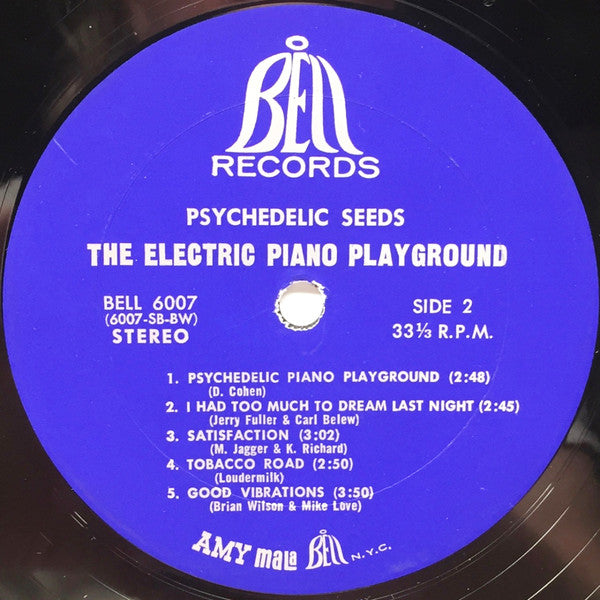 BELL
RECORDS
PSYCHEDELIC SEEDS
THE ELECTRIC PIANO PLAYGROUND
BELL 6007
(6007-SB-BW)
STEREO
SIDE 2
33⅓ R.P.M.
1. PSYCHEDELIC PIANO PLAYGROUND (2:48)
(D. Cohen)
2. I HAD TOO MUCH TO DREAM LAST NIGHT (2:45)
(Jerry Fuller & Carl Belew)
3. SATISFACTION (3:02)
(M. Jagger & K. Richard)
4. TOBACCO ROAD (2:50)
(Loudermilk)
5. GOOD VIBRATIONS (3:50)
(Brian Wilson & Mike Love)
AMY mala BELL N.Y.C.